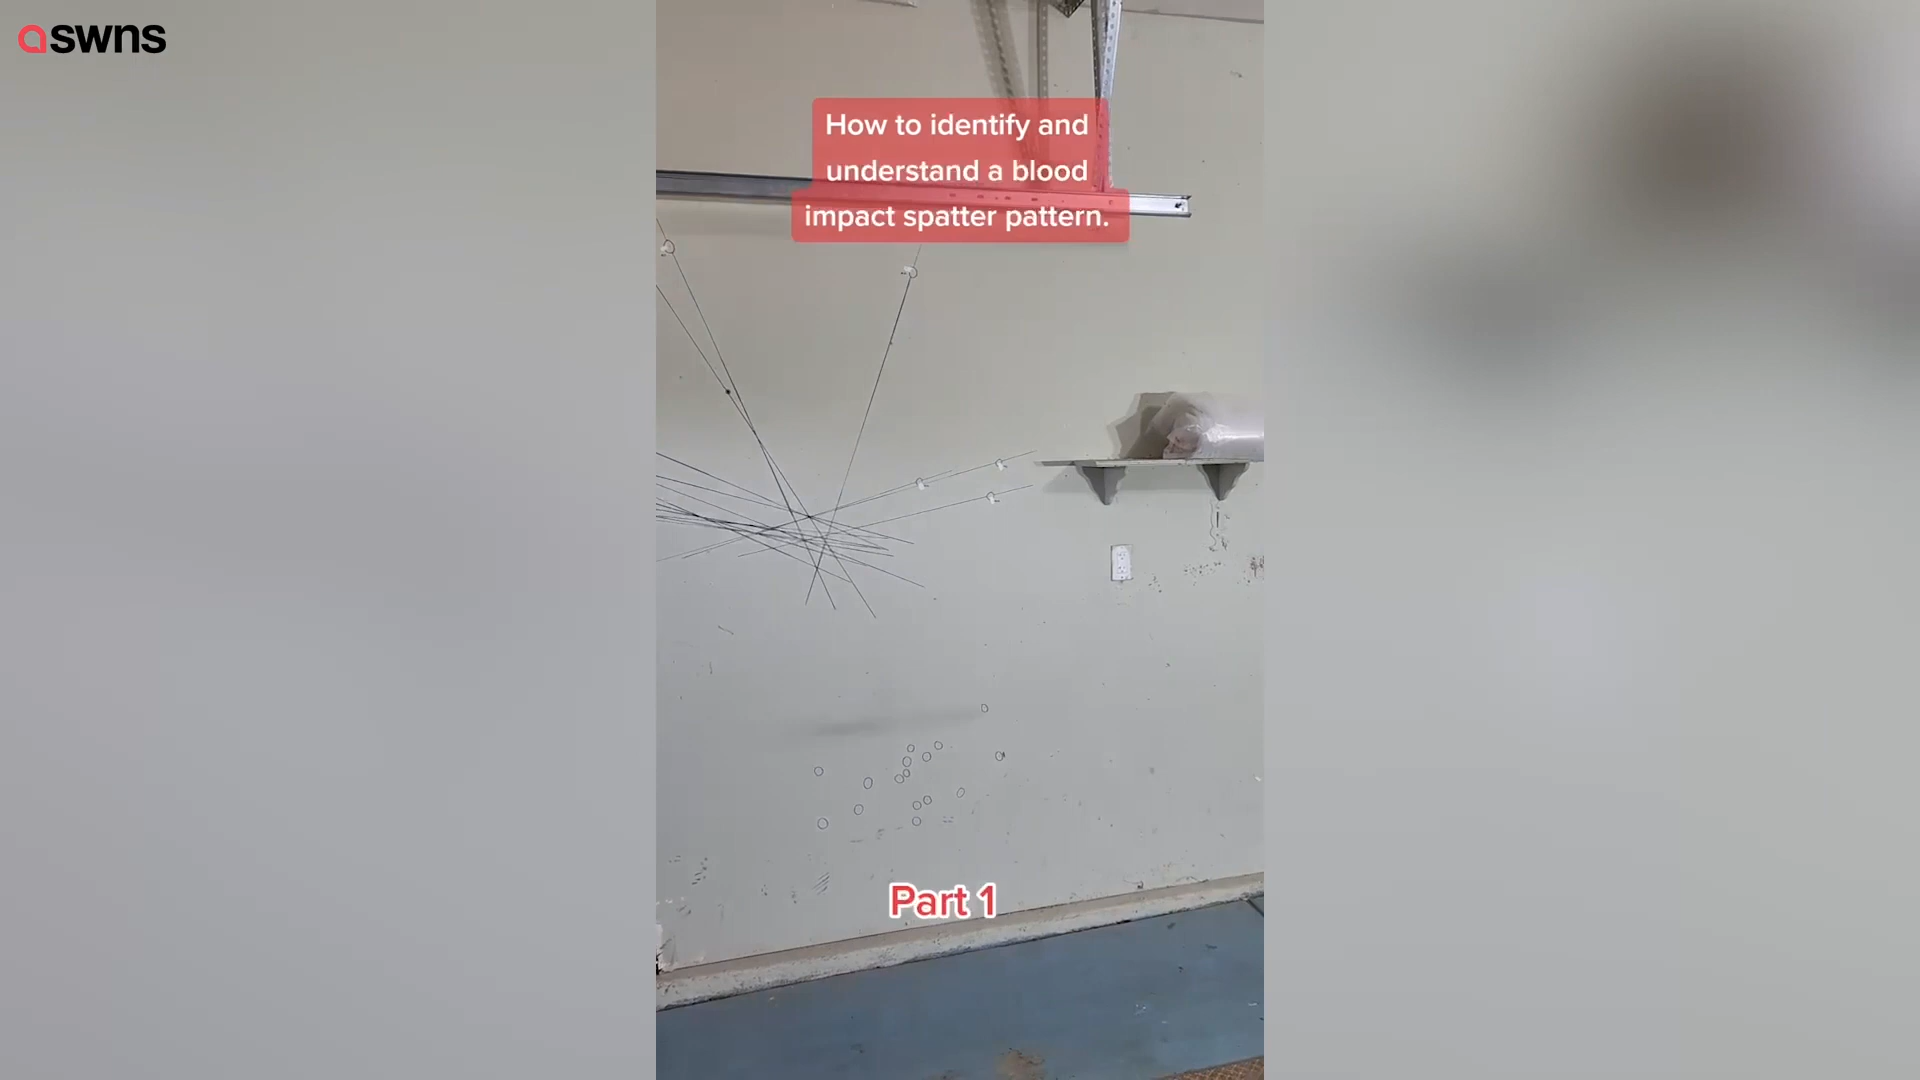 swns
How to identify and
understand a blood
impact spatter pattern.
Part 1